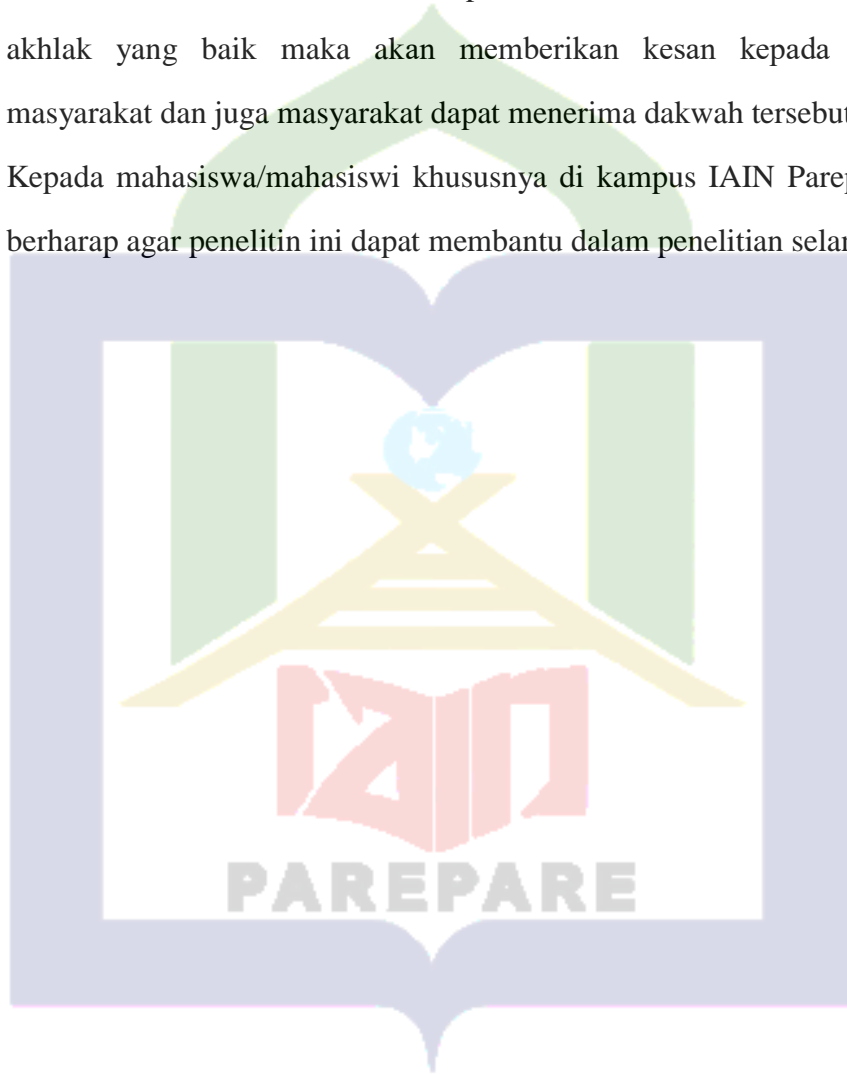 akhlak yang baik maka akan memberikan kesan kepada
masyarakat dan juga masyarakat dapat menerima dakwah tersebut
Kepada mahasiswa/mahasiswi khususnya di kampus IAIN
berharap agar penelitin ini dapat membantu dalam penelitian
IAIN
PAREPARE